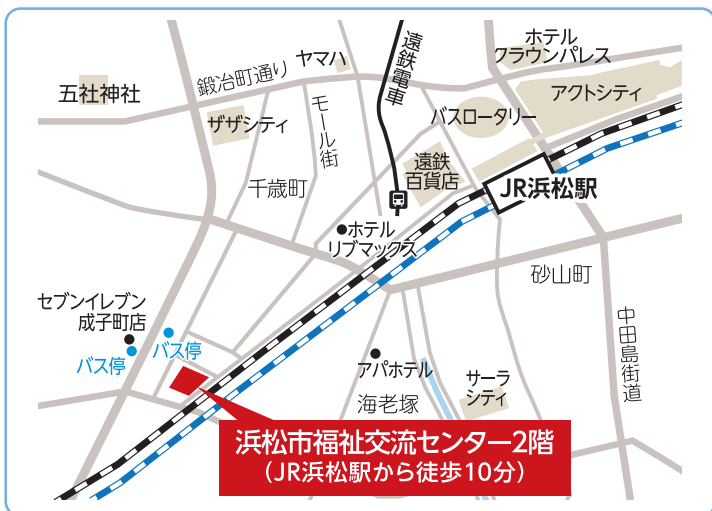 ホテル
クラウンパレス
遠鉄電車
ヤマハ
鍛冶町通り
五社神社
アクトシティ
モール街
ザザシティ
バスロータリー
遠鉄
百貨店
千歳町
JR浜松駅
ホテル
リブマックス
砂山町
セブンイレブン
成子町店
バス停
バス停
中田島街道
アパホテル
サーラ
シティ
海老塚
浜松市福祉交流センター2階
(JR浜松駅から徒歩10分)